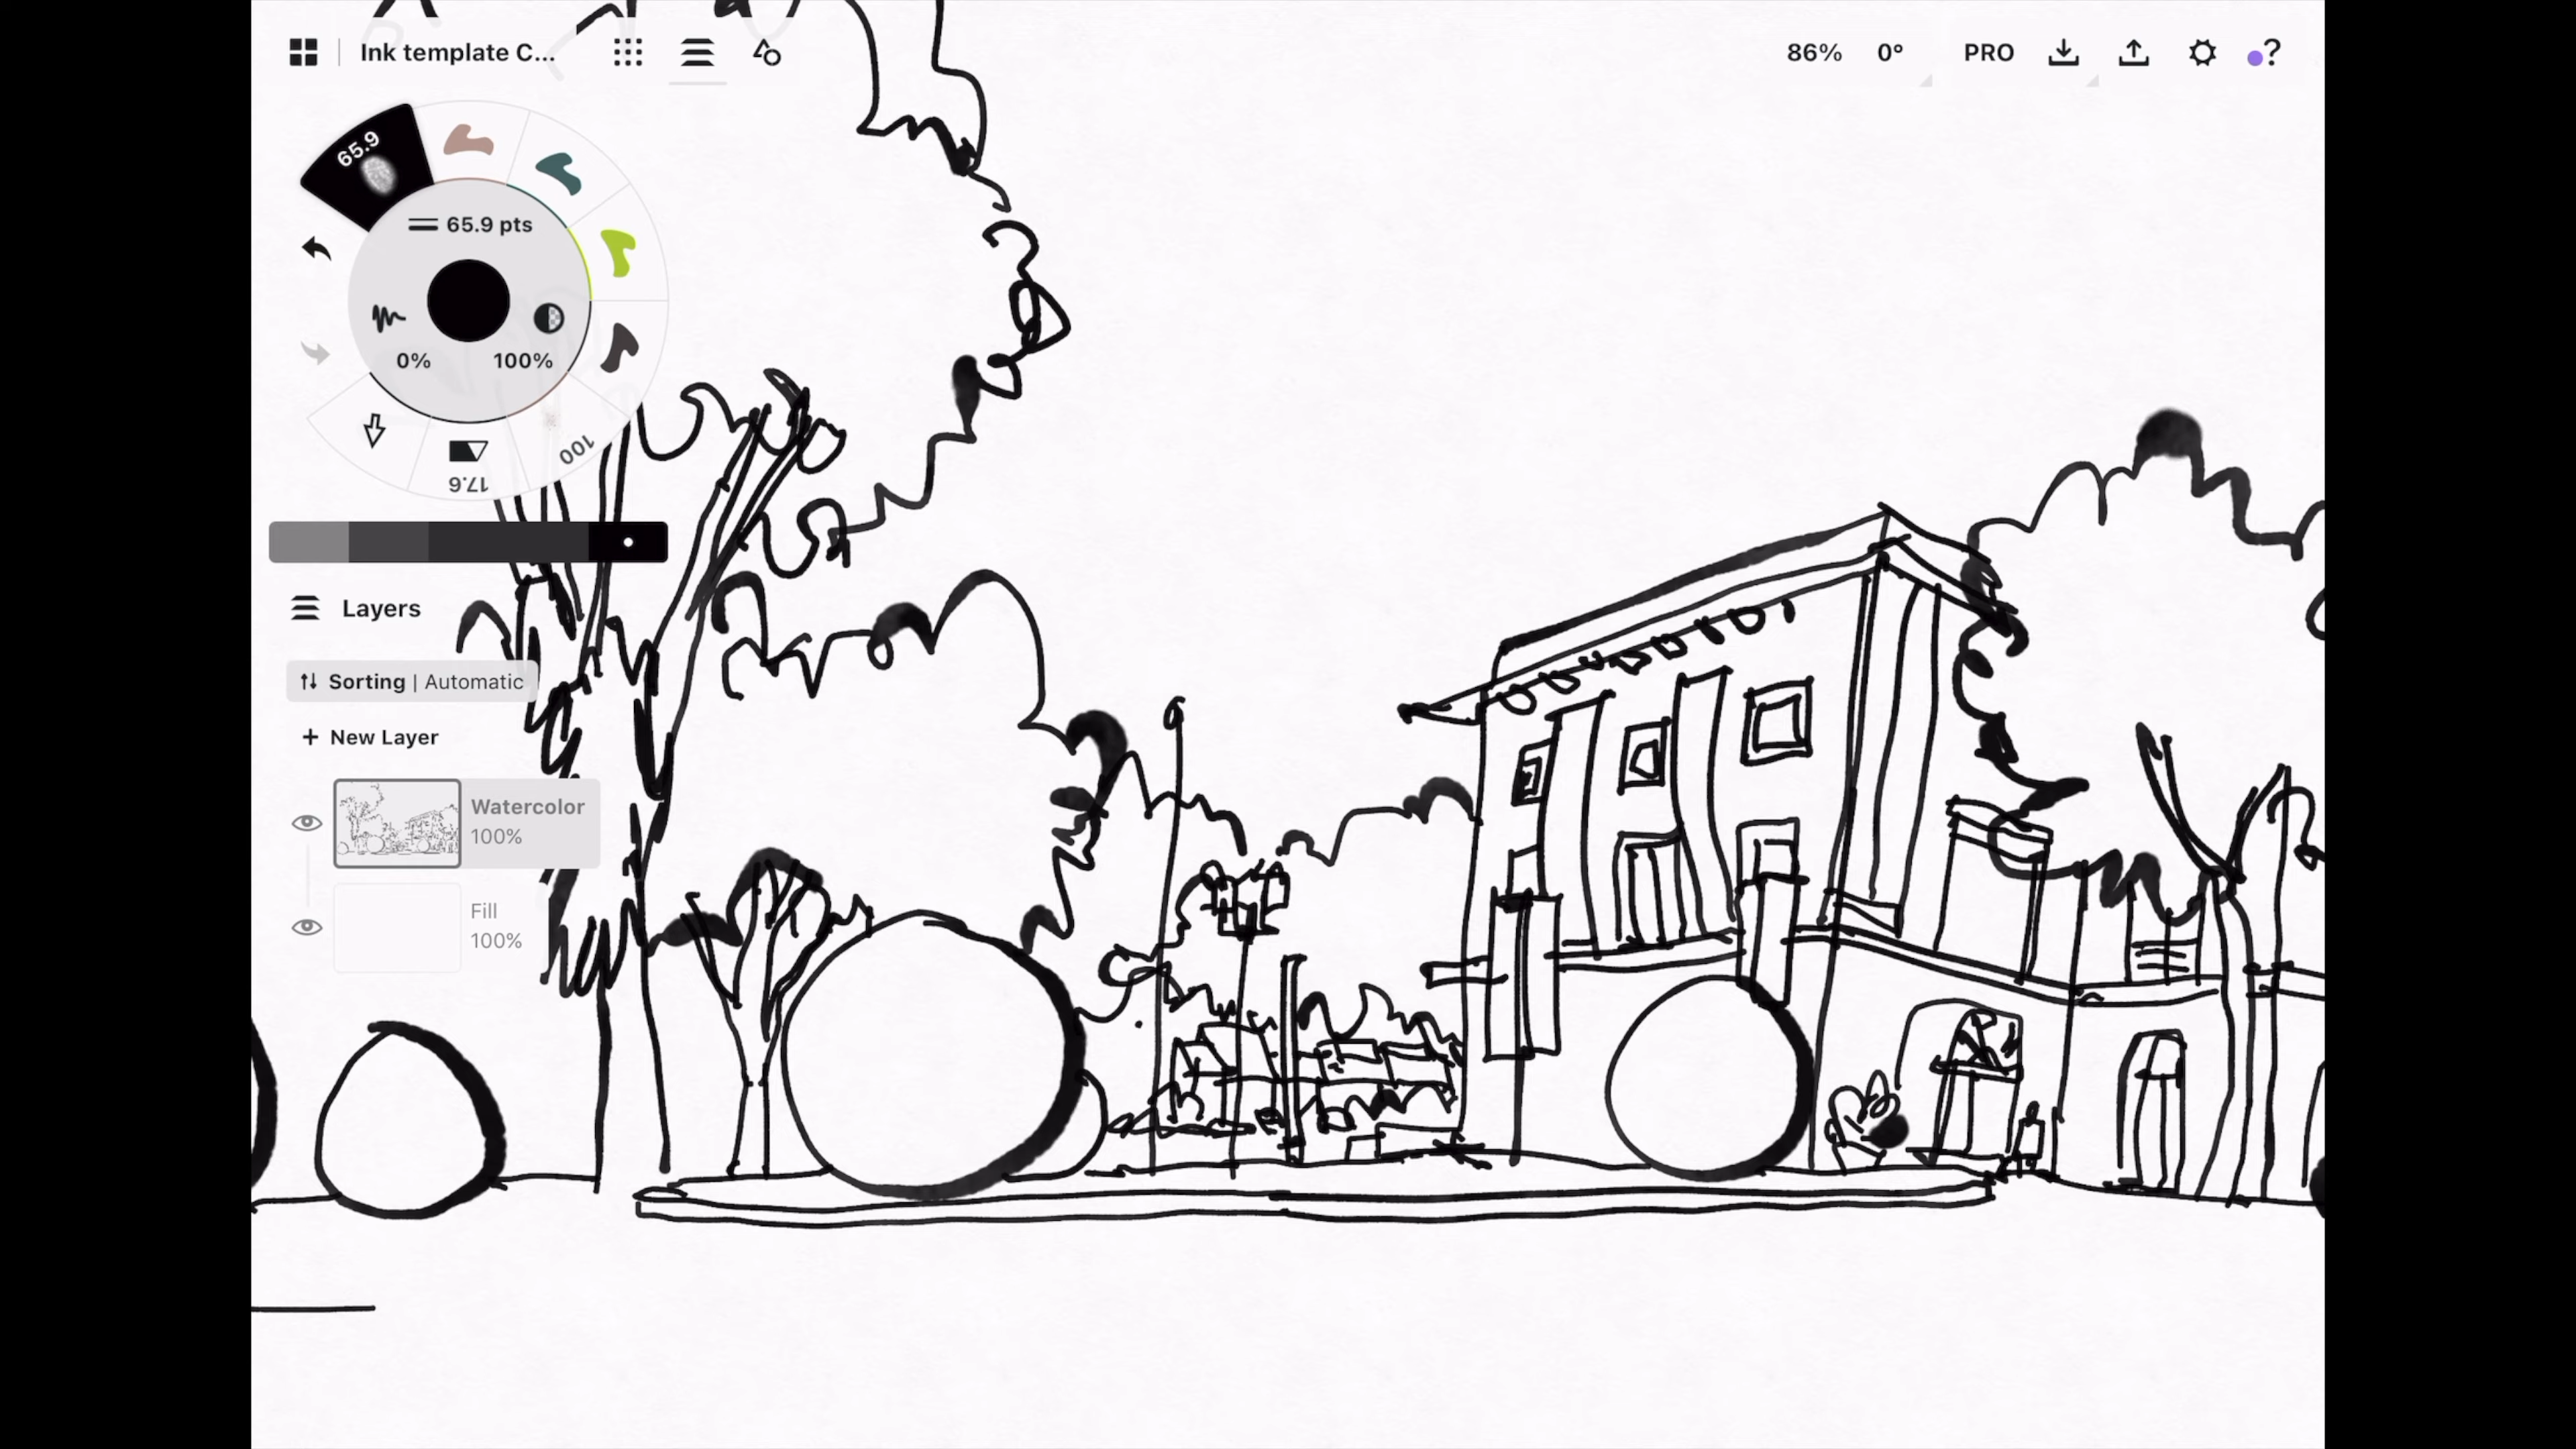 Ink template C...
86% 0° PRO ?
65.9
65.9 pts
0% 100%
100
17.6
Layers
Sorting | Automatic
+ New Layer
Watercolor
100%
Fill
100%